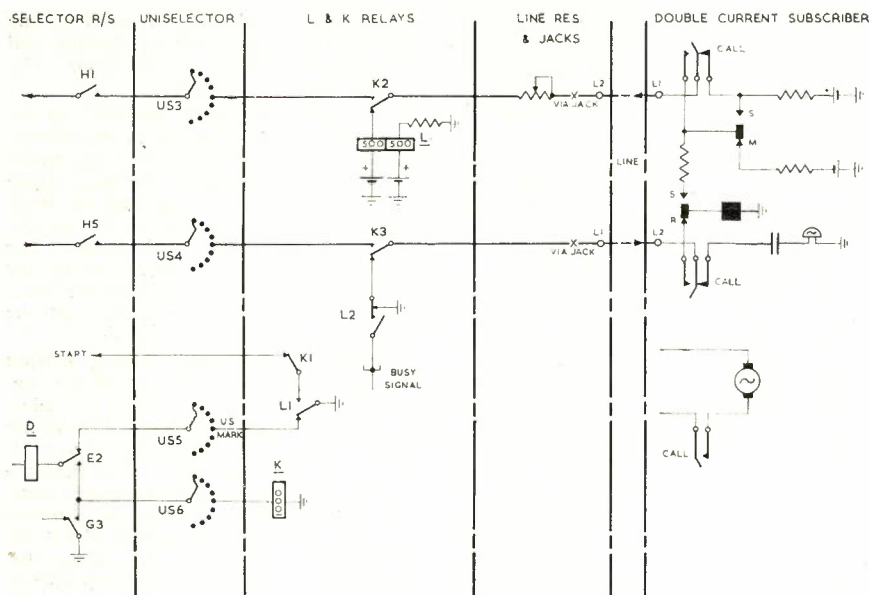 SELECTOR R/S
UNISELECTOR
L & K RELAYS
LINE RES
& JACKS
DOUBLE CURRENT SUBSCRIBER
H1
US3
K2
L
500 500
+
+
VIA JACK
L2
LINE
L1
CALL
S
M
H5
US4
K3
VIA JACK
L1
L2
S
R
CALL
L2
BUSY
SIGNAL
START
K1
L1
D
E2
US5
US
MARK
K
US6
G3
CALL